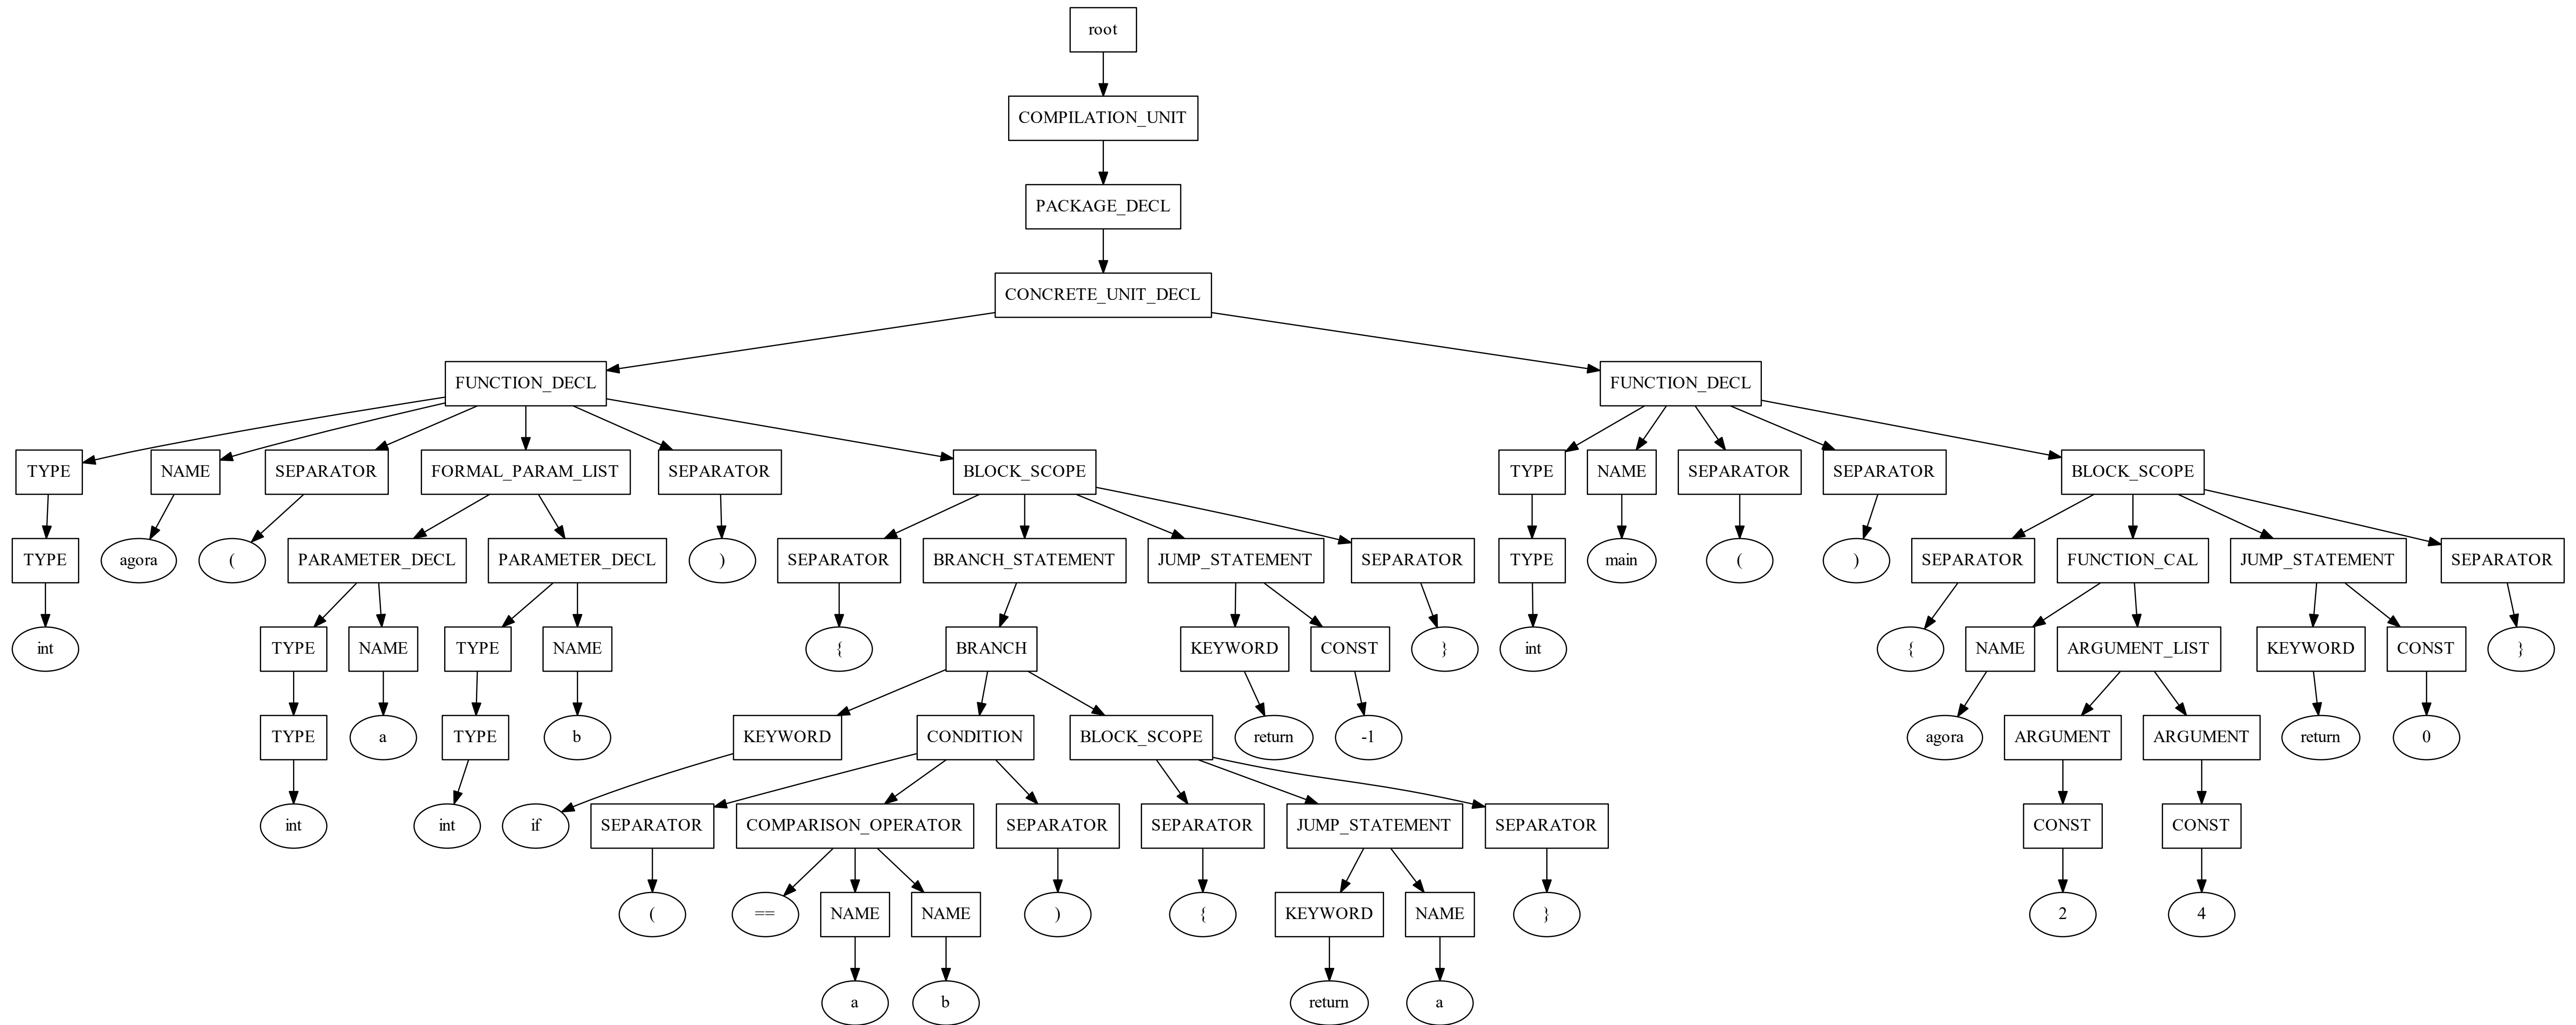 root
COMPILATION_UNIT
PACKAGE_DECL
CONCRETE_UNIT_DECL
FUNCTION_DECL FUNCTION_DECL
TYPE NAME SEPARATOR FORMAL_PARAM_LIST SEPARATOR BLOCK_SCOPE TYPE NAME SEPARATOR SEPARATOR BLOCK_SCOPE
TYPE agora ( PARAMETER_DECL PARAMETER_DECL ) SEPARATOR BRANCH_STATEMENT JUMP_STATEMENT SEPARATOR TYPE main ( ) SEPARATOR FUNCTION_CAL JUMP_STATEMENT SEPARATOR
int TYPE NAME TYPE NAME { BRANCH KEYWORD CONST } int { NAME ARGUMENT_LIST KEYWORD CONST }
TYPE a TYPE b KEYWORD CONDITION BLOCK_SCOPE return -1 agora ARGUMENT ARGUMENT return 0
int int if SEPARATOR COMPARISON_OPERATOR SEPARATOR SEPARATOR JUMP_STATEMENT SEPARATOR CONST CONST
( == NAME NAME ) { KEYWORD NAME } 2 4
a b return a